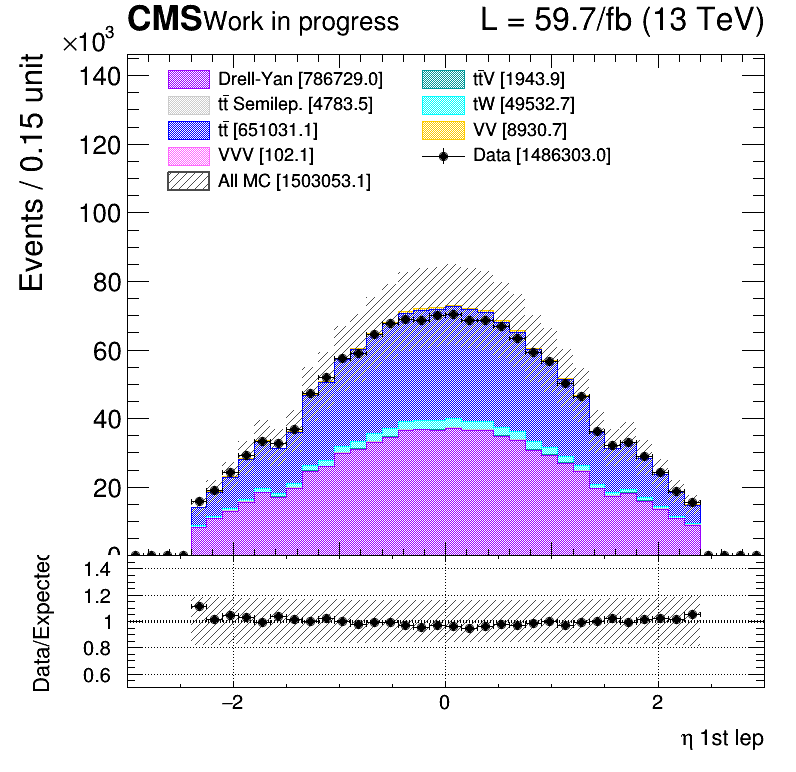 CMS Work in progress L = 59.7/fb (13 TeV)
×10³
Drell-Yan [786729.0] tt̄V [1943.9]
tt̄ Semilep. [4783.5] tW [49532.7]
tt̄ [651031.1] VV [8930.7]
VVV [102.1] Data [1486303.0]
All MC [1503053.1]
Events / 0.15 unit
140
120
100
80
60
40
20
0
Data/Expected
1.4
1.2
1
0.8
0.6
−2 0 2
η 1st lep